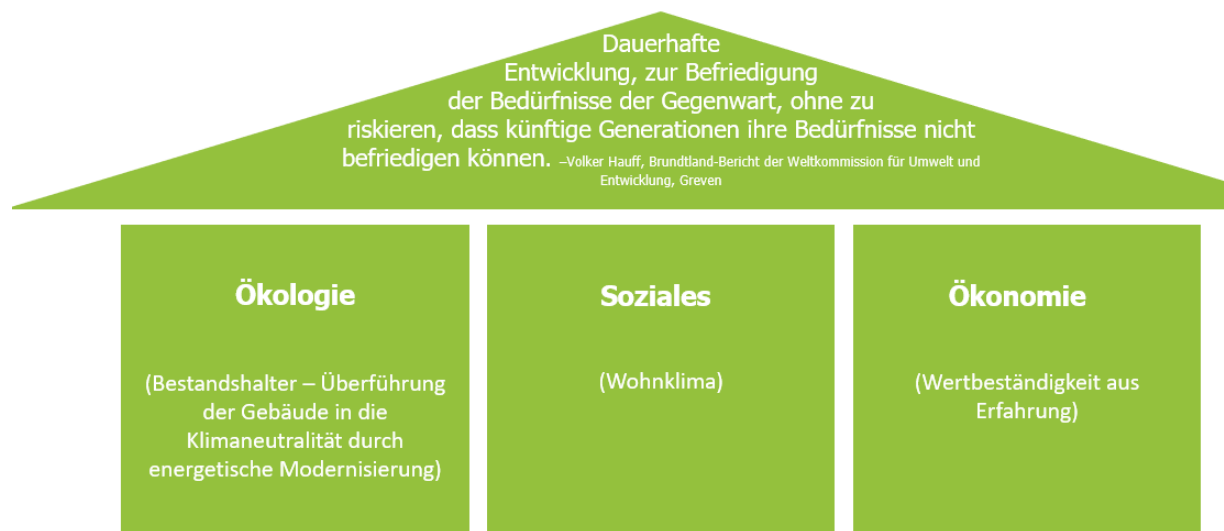 Dauerhafte
Entwicklung, zur Befriedigung
der Bedürfnisse der Gegenwart, ohne zu
riskieren, dass künftige Generationen ihre Bedürfnisse nicht
befriedigen können. –Volker Hauff, Brundtland-Bericht der Weltkommission für Umwelt und
Entwicklung, Greven
Ökologie
(Bestandshalter – Überführung
der Gebäude in die
Klimaneutralität durch
energetische Modernisierung)
Soziales
(Wohnklima)
Ökonomie
(Wertbeständigkeit aus
Erfahrung)